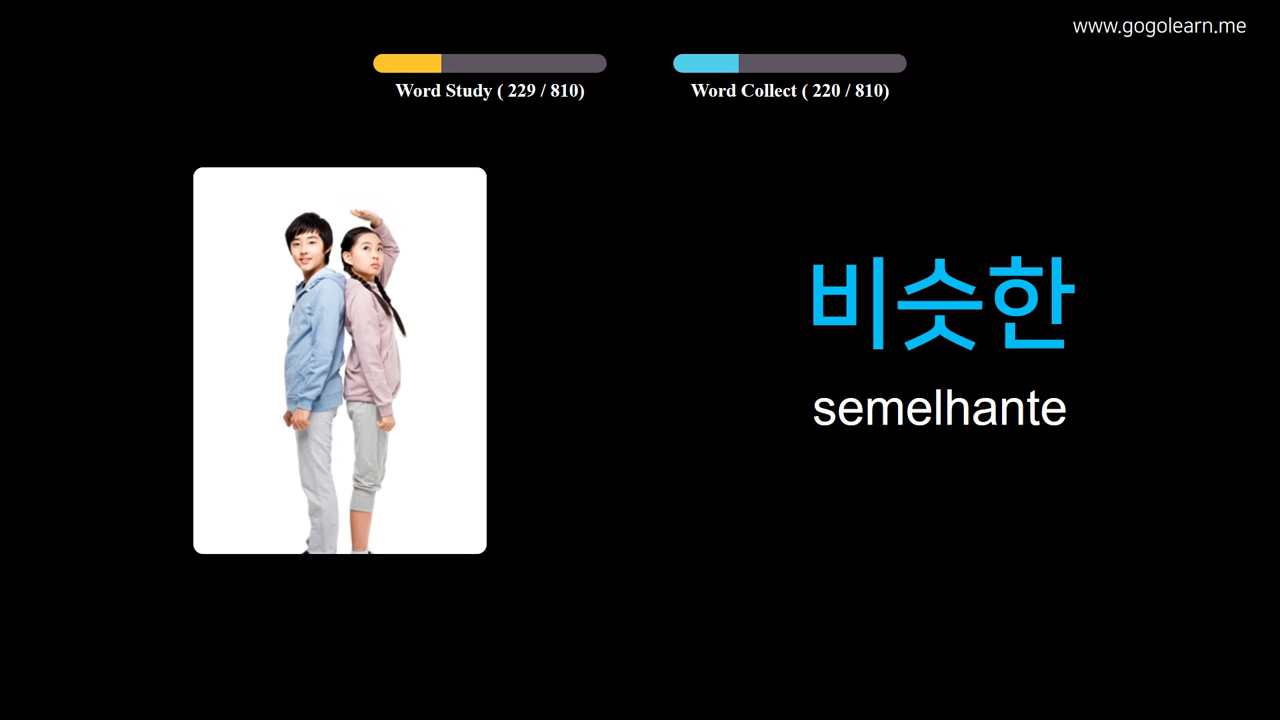 www.gogolearn.me
Word Study ( 229 / 810)
Word Collect ( 220 / 810)
비슷한
semelhante